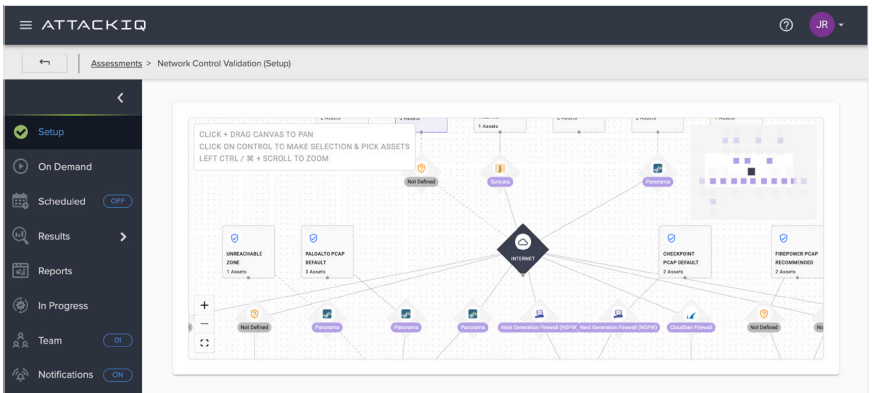 ATTACKIQ
JR
Assessments > Network Control Validation (Setup)
Setup
On Demand
Scheduled OFF
Results
Reports
In Progress
Team 01
Notifications ON
CLICK + DRAG CANVAS TO PAN
CLICK ON CONTROL TO MAKE SELECTION & PICK ASSETS
LEFT CTRL / ⌘ + SCROLL TO ZOOM
1 Assets
Not Defined
Suricata
Panorama
INTERNET
UNREACHABLE
ZONE
1 Assets
PALOALTO PCAP
DEFAULT
3 Assets
CHECKPOINT
PCAP DEFAULT
2 Assets
FIREPOWER PCAP
RECOMMENDED
2 Assets
+
−
Not Defined
Panorama
Panorama
Panorama
Next Generation Firewall (NGFW)
Next Generation Firewall (NGFW)
CloudGen Firewall
Not Defined